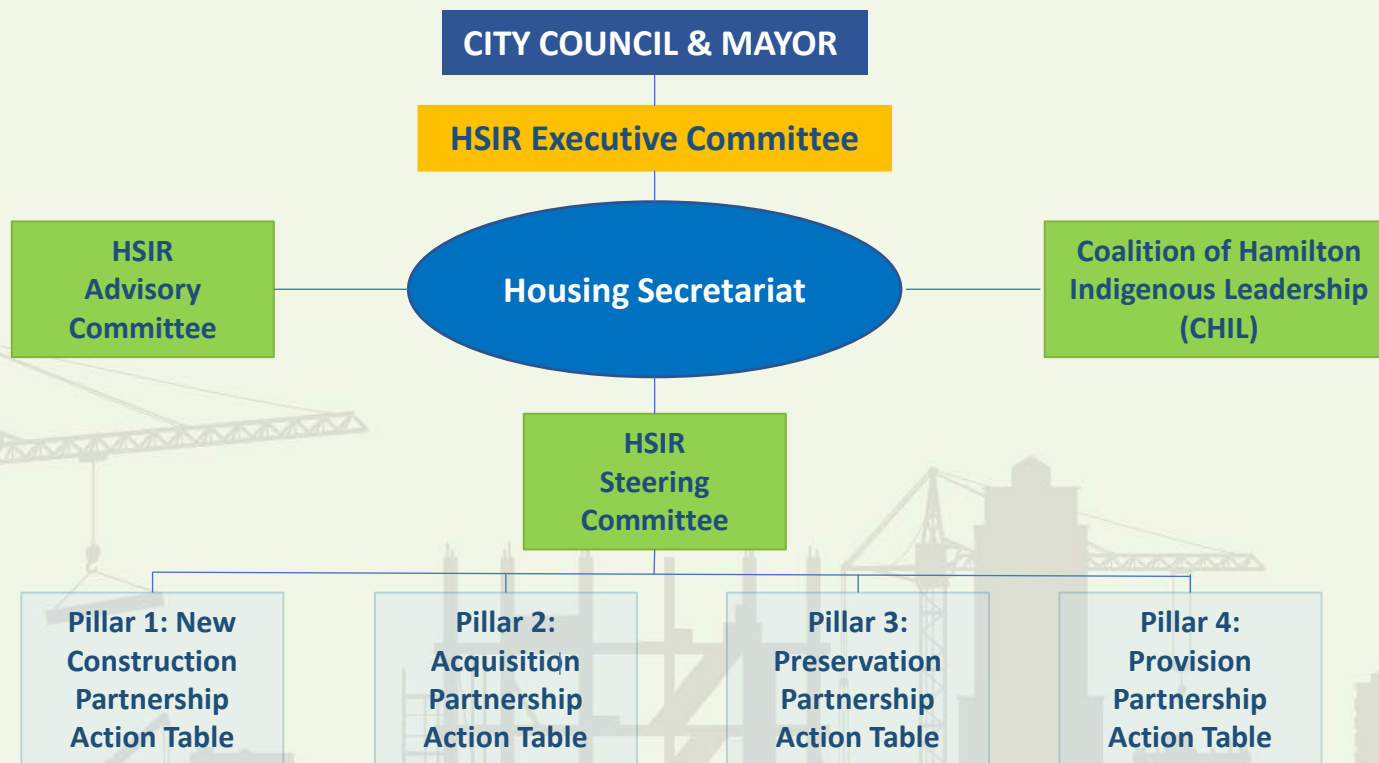 CITY COUNCIL & MAYOR
HSIR Executive Committee
HSIR
Advisory
Committee
Housing Secretariat
Coalition of Hamilton
Indigenous Leadership
(CHIL)
HSIR
Steering
Committee
Pillar 1: New
Construction
Partnership
Action Table
Pillar 2:
Acquisition
Partnership
Action Table
Pillar 3:
Preservation
Partnership
Action Table
Pillar 4:
Provision
Partnership
Action Table